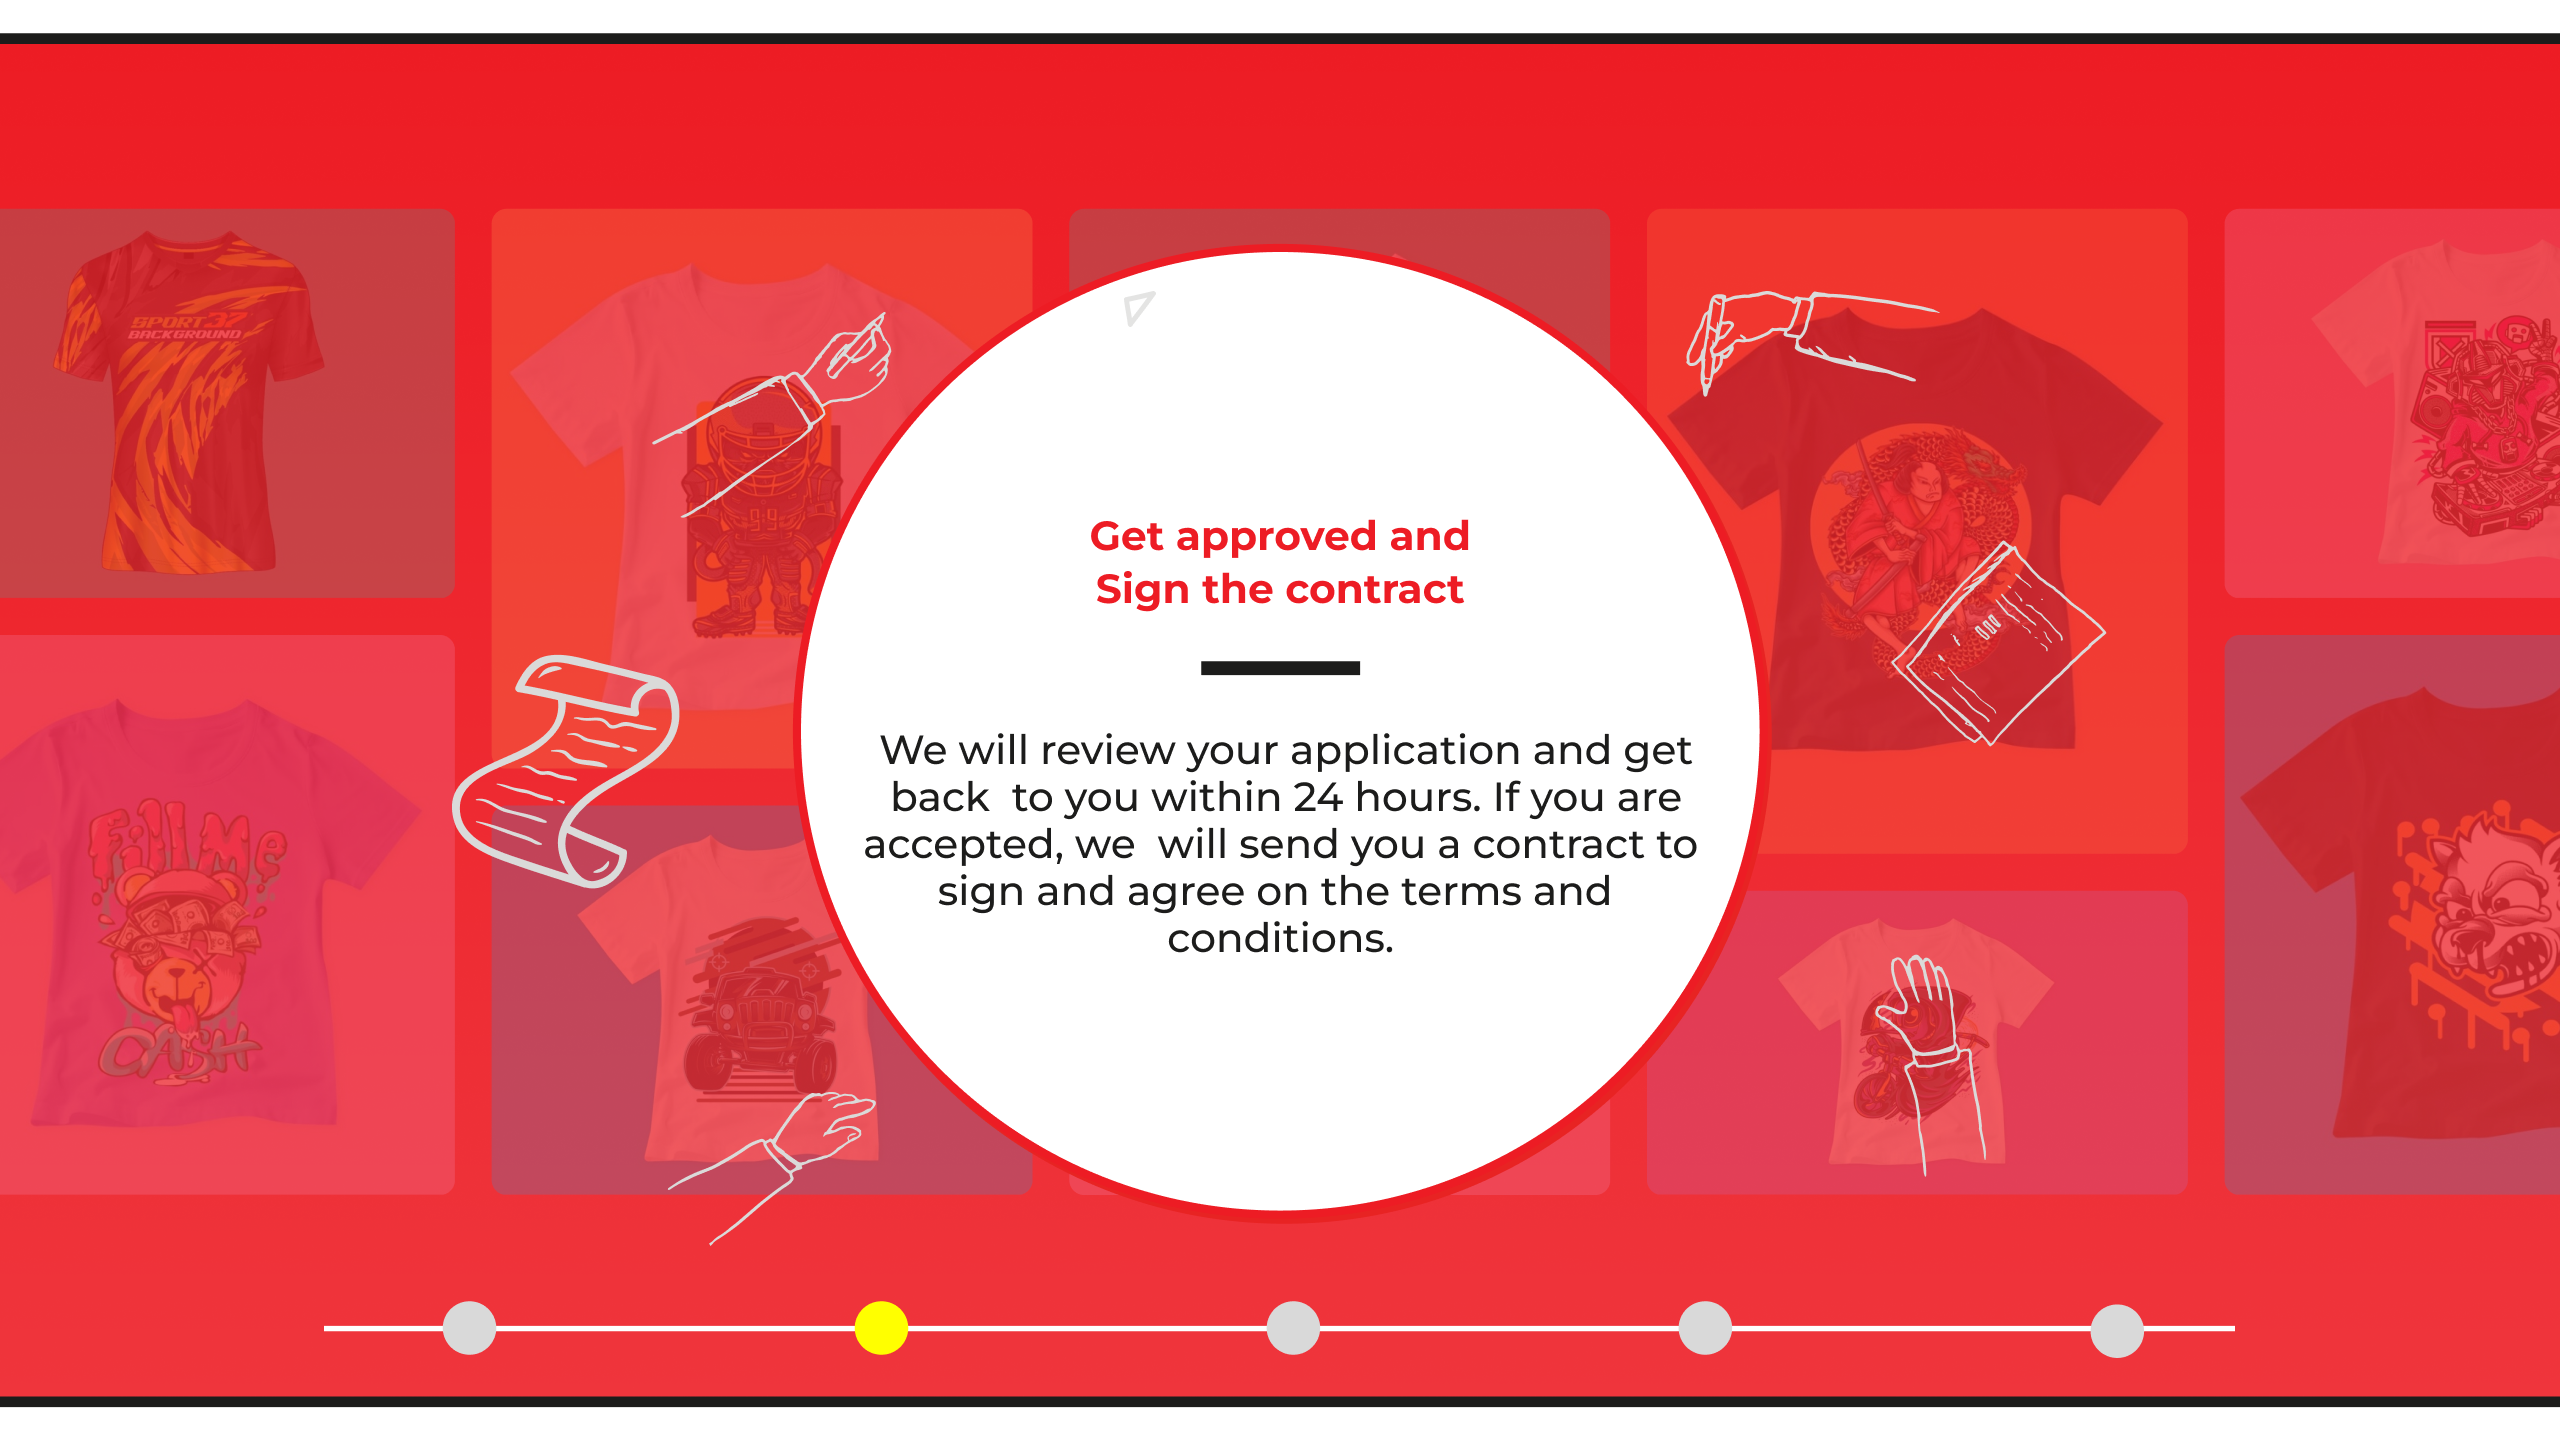 SPORT 37
BACKGROUND
99
Get approved and
Sign the contract
We will review your application and get
back  to you within 24 hours. If you are
accepted, we  will send you a contract to
sign and agree on the terms and
conditions.
Fill Me
CASH